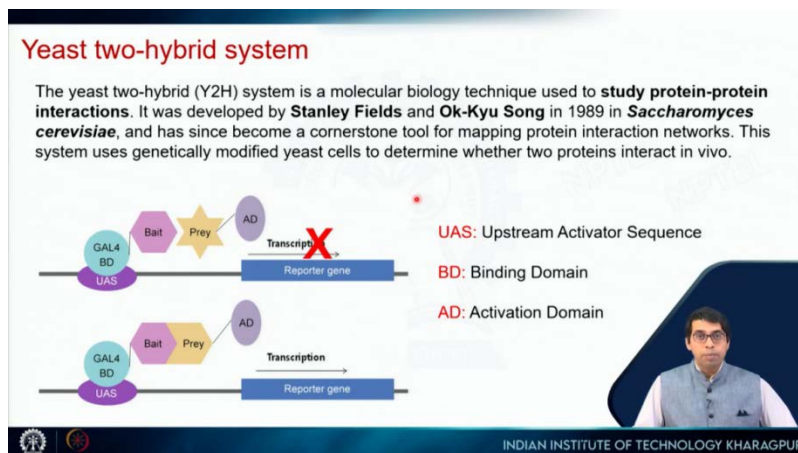 Yeast two-hybrid system
The yeast two-hybrid (Y2H) system is a molecular biology technique used to study protein-protein
interactions. It was developed by Stanley Fields and Ok-Kyu Song in 1989 in Saccharomyces
cerevisiae, and has since become a cornerstone tool for mapping protein interaction networks. This
system uses genetically modified yeast cells to determine whether two proteins interact in vivo.
AD
Bait
Prey
GAL4
BD
UAS
Transcription
X
Reporter gene
AD
Bait
Prey
GAL4
BD
UAS
Transcription
Reporter gene
UAS: Upstream Activator Sequence
BD: Binding Domain
AD: Activation Domain
NPTEL
INDIAN INSTITUTE OF TECHNOLOGY KHARAGPUR